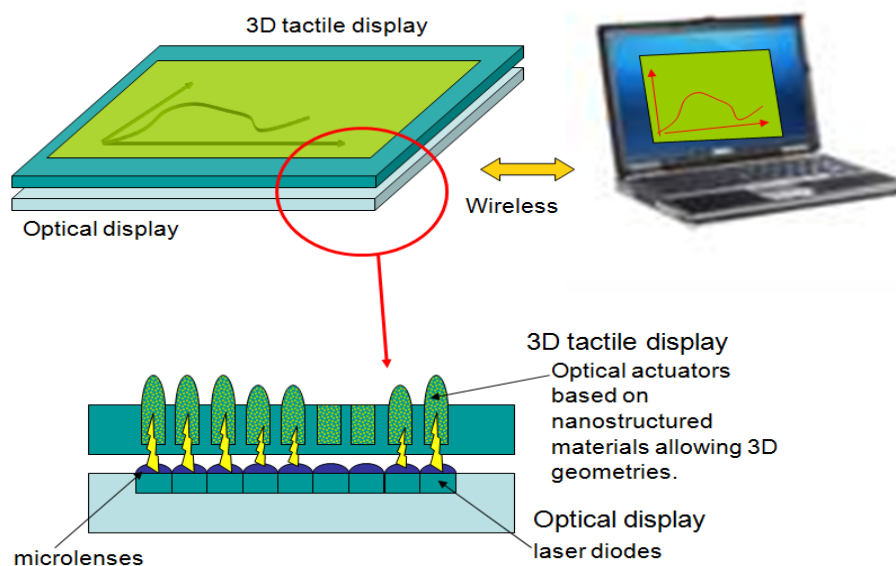 3D tactile display
Wireless
Optical display
3D tactile display
Optical actuators
based on
nanostructured
materials allowing 3D
geometries.
Optical display
laser diodes
microlenses